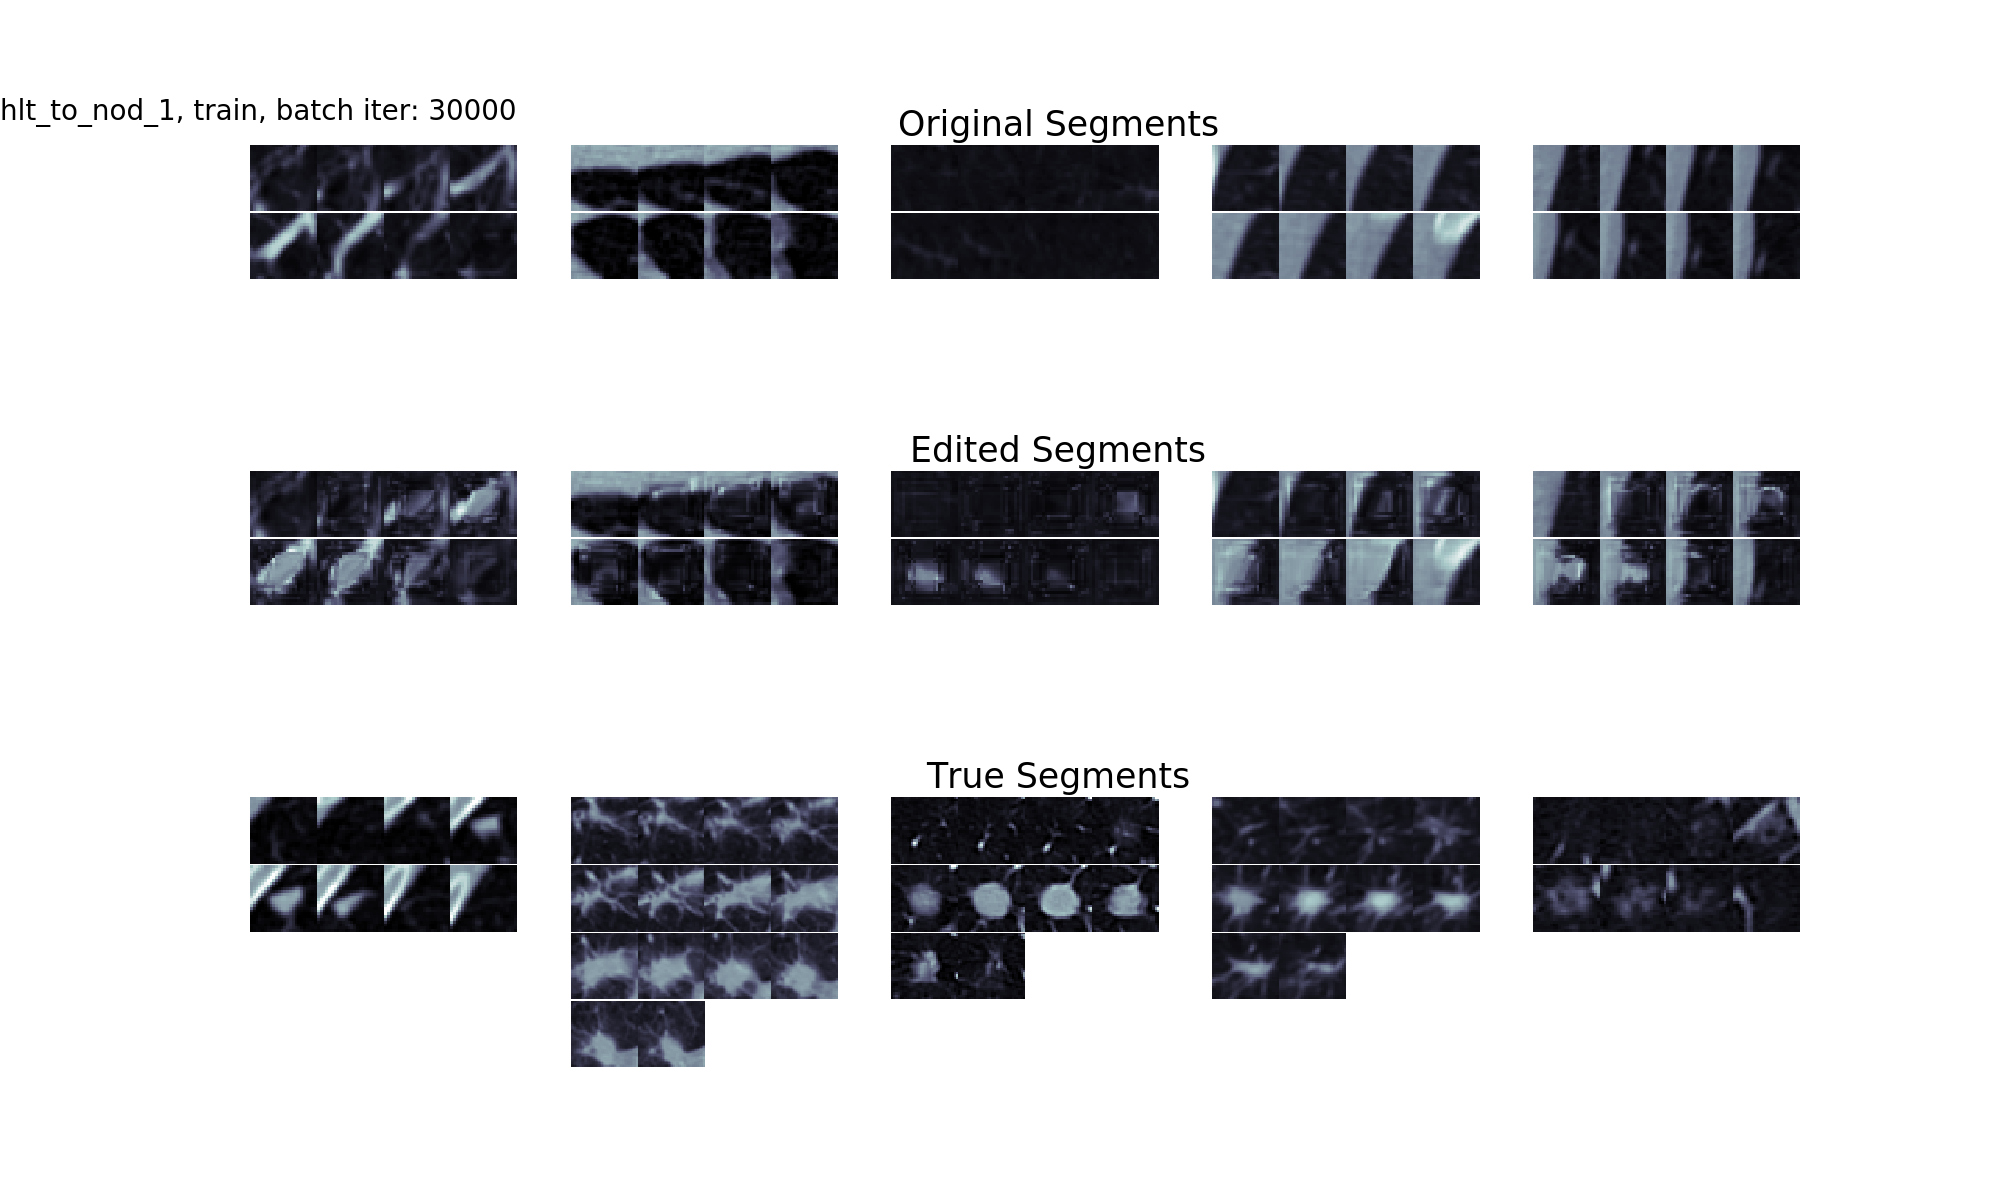 hlt_to_nod_1, train, batch iter: 30000
Original Segments
Edited Segments
True Segments